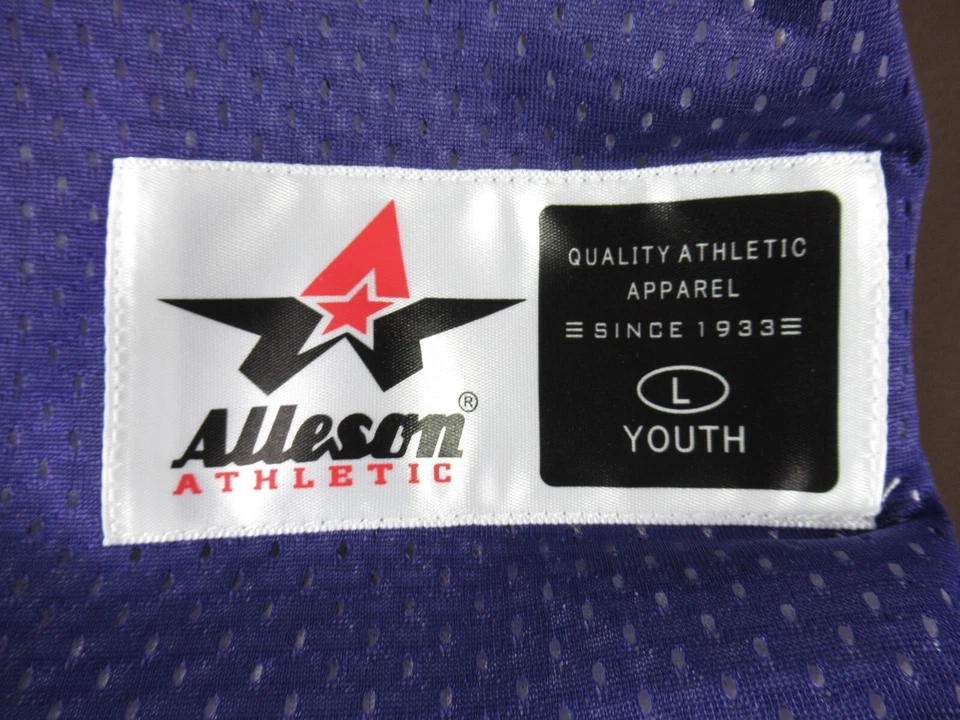 Alleson®
ATHLETIC
QUALITY ATHLETIC
APPAREL
SINCE 1933
L
YOUTH